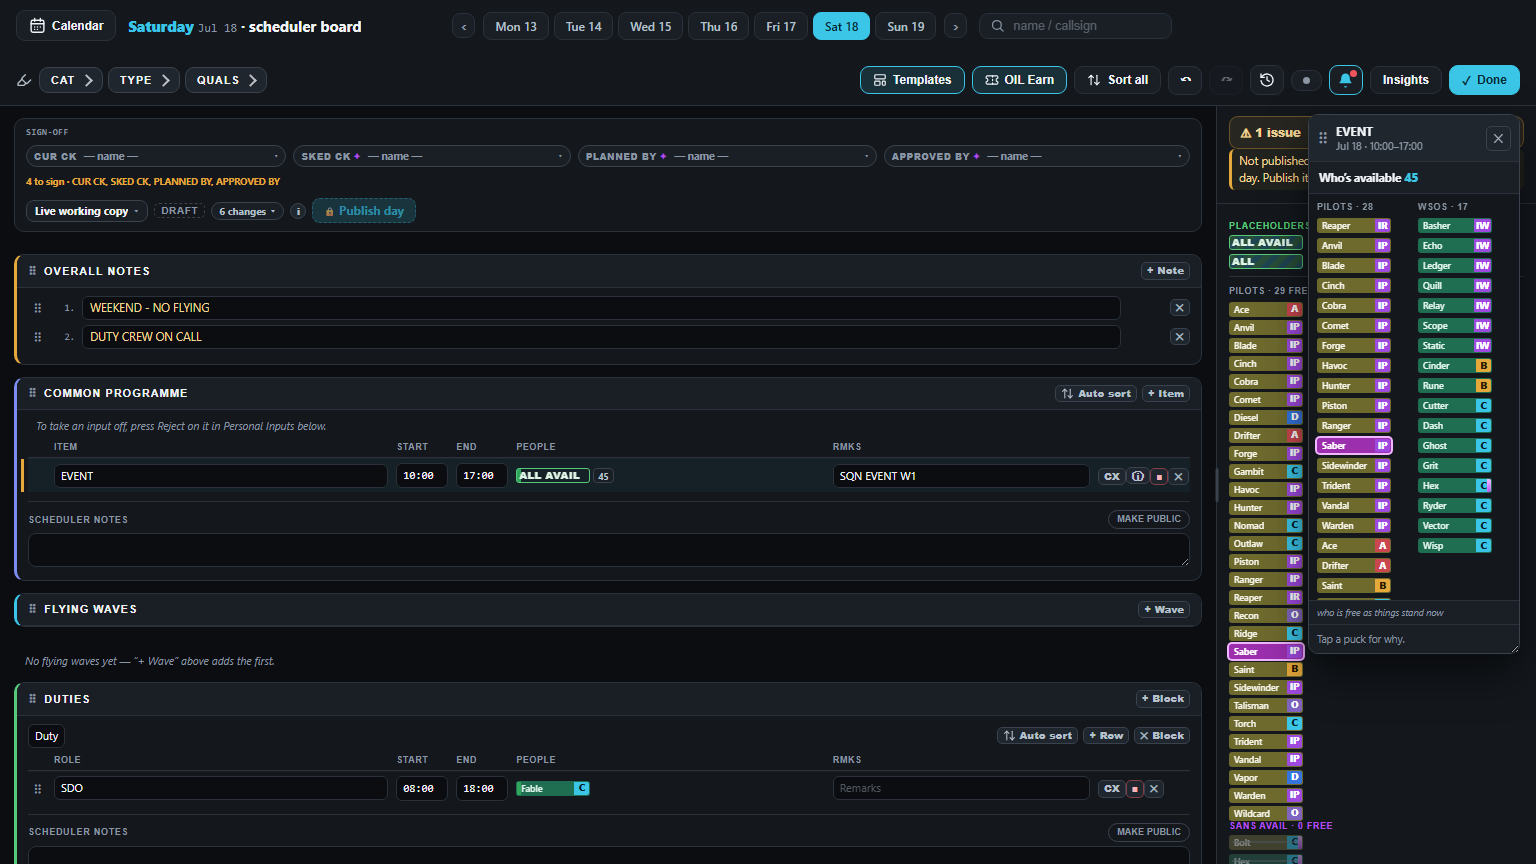 Calendar
Saturday Jul 18 · scheduler board
Mon 13
Tue 14
Wed 15
Thu 16
Fri 17
Sat 18
Sun 19
name / callsign
CAT
TYPE
QUALS
Templates
OIL Earn
Sort all
Insights
✓ Done
SIGN-OFF
CUR CK — name —
SKED CK ✦ — name —
PLANNED BY ✦ — name —
APPROVED BY ✦ — name —
4 to sign · CUR CK, SKED CK, PLANNED BY, APPROVED BY
Live working copy
DRAFT
6 changes
i
Publish day
OVERALL NOTES
+ Note
1. WEEKEND - NO FLYING
2. DUTY CREW ON CALL
COMMON PROGRAMME
Auto sort
+ Item
To take an input off, press Reject on it in Personal Inputs below.
ITEM START END PEOPLE RMKS
EVENT 10:00 17:00 ALL AVAIL 45 SQN EVENT W1 CX
SCHEDULER NOTES
MAKE PUBLIC
FLYING WAVES
+ Wave
No flying waves yet — "+ Wave" above adds the first.
DUTIES
+ Block
Duty
Auto sort
+ Row
✕ Block
ROLE START END PEOPLE RMKS
SDO 08:00 18:00 Fable C Remarks CX
SCHEDULER NOTES
MAKE PUBLIC
⚠ 1 issue
Not published
day. Publish it
PLACEHOLDERS
ALL AVAIL
ALL
PILOTS · 29 FREE
Ace A
Anvil IP
Blade IP
Cinch IP
Cobra IP
Comet IP
Diesel D
Drifter A
Forge IP
Gambit C
Havoc IP
Hunter IP
Nomad C
Outlaw C
Piston IP
Ranger IP
Reaper IR
Recon O
Ridge C
Saber IP
Saint B
Sidewinder IP
Talisman O
Torch C
Trident IP
Vandal IP
Vapor D
Warden IP
Wildcard O
SANS AVAIL · 0 FREE
Bolt C
Hex C
EVENT
Jul 18 · 10:00–17:00
Who's available 45
PILOTS · 28
Reaper IR
Anvil IP
Blade IP
Cinch IP
Cobra IP
Comet IP
Forge IP
Havoc IP
Hunter IP
Piston IP
Ranger IP
Saber IP
Sidewinder IP
Trident IP
Vandal IP
Warden IP
Ace A
Drifter A
Saint B
WSOS · 17
Basher IW
Echo IW
Ledger IW
Quill IW
Relay IW
Scope IW
Static IW
Cinder B
Rune B
Cutter C
Dash C
Ghost C
Grit C
Hex C
Ryder C
Vector C
Wisp C
who is free as things stand now
Tap a puck for why.